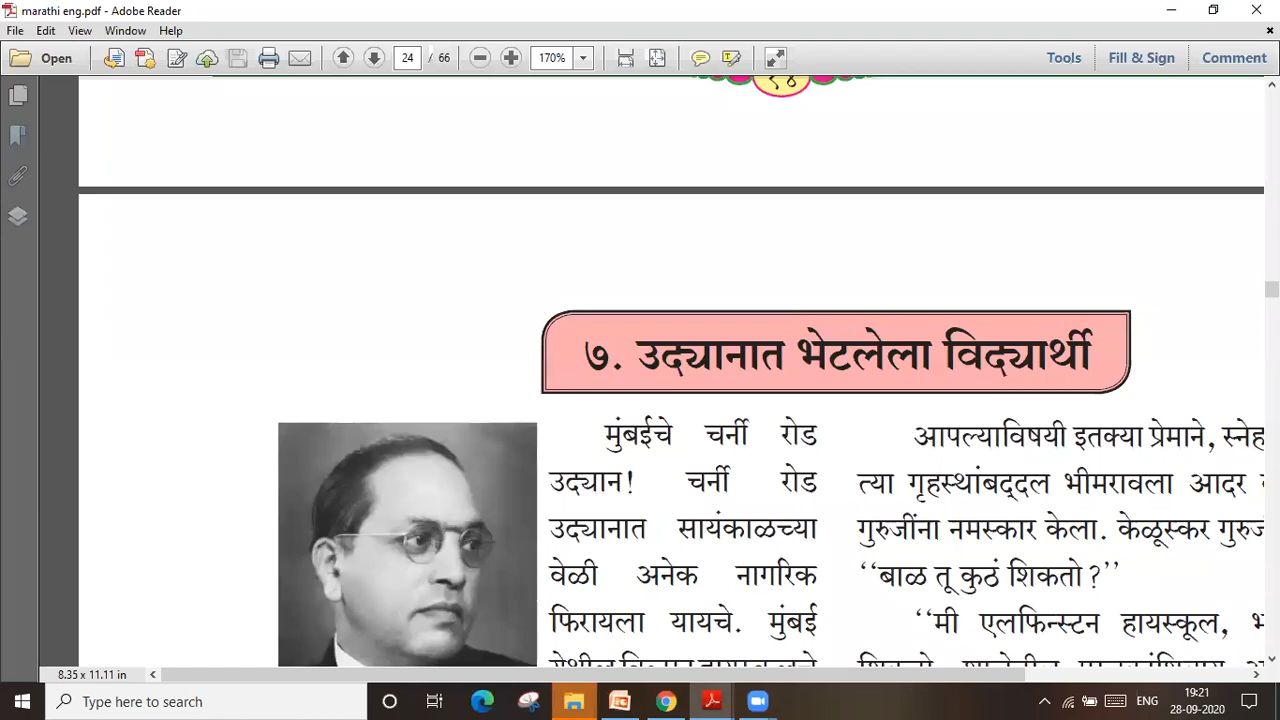 marathi eng.pdf - Adobe Reader
File Edit View Window Help
Open 24 / 66 170% Tools Fill & Sign Comment
१४
७. उद्यानात भेटलेला विद्यार्थी
मुंबईचे चर्नी रोड
उद्यान! चर्नी रोड
उद्यानात सायंकाळच्या
वेळी अनेक नागरिक
फिरायला यायचे. मुंबई
आपल्याविषयी इतक्या प्रेमाने, स्नेह
त्या गृहस्थांबद्दल भीमरावला आदर
गुरुजींना नमस्कार केला. केळूस्कर
‘‘बाळ तू कुठं शिकतो?’’
‘‘मी एलफिन्स्टन हायस्कूल,
8.35 x 11.11 in
Type here to search
ENG
19:21
28-09-2020